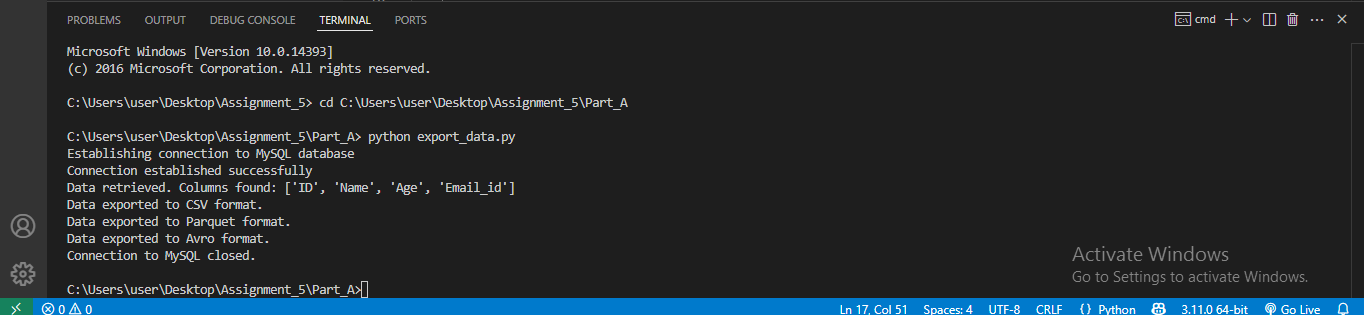 PROBLEMS OUTPUT DEBUG CONSOLE TERMINAL PORTS cmd
Microsoft Windows [Version 10.0.14393]
(c) 2016 Microsoft Corporation. All rights reserved.
C:\Users\user\Desktop\Assignment_5> cd C:\Users\user\Desktop\Assignment_5\Part_A
C:\Users\user\Desktop\Assignment_5\Part_A> python export_data.py
Establishing connection to MySQL database
Connection established successfully
Data retrieved. Columns found: ['ID', 'Name', 'Age', 'Email_id']
Data exported to CSV format.
Data exported to Parquet format.
Data exported to Avro format.
Connection to MySQL closed.
C:\Users\user\Desktop\Assignment_5\Part_A>
Activate Windows
Go to Settings to activate Windows.
0 0 Ln 17, Col 51 Spaces: 4 UTF-8 CRLF {} Python 3.11.0 64-bit Go Live